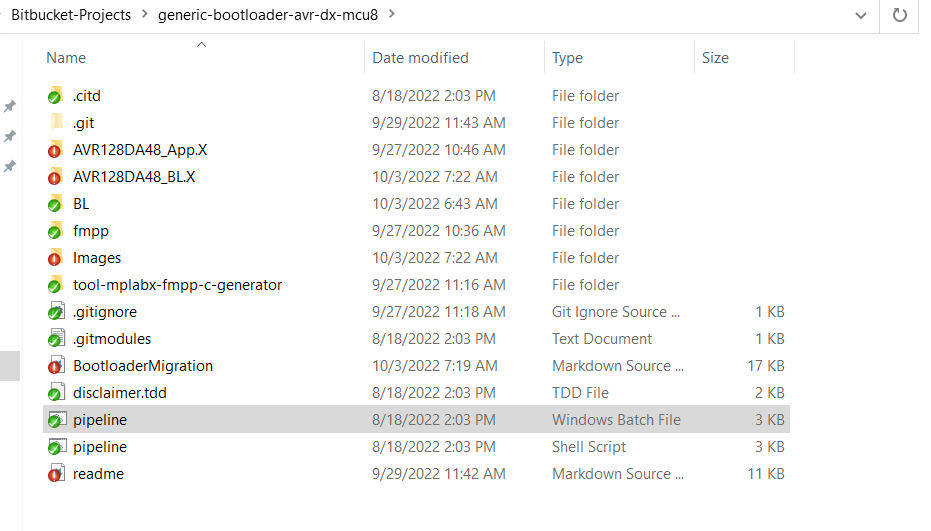 Bitbucket-Projects > generic-bootloader-avr-dx-mcu8 >
Name Date modified Type Size
.citd 8/18/2022 2:03 PM File folder
.git 9/29/2022 11:43 AM File folder
AVR128DA48_App.X 9/27/2022 10:46 AM File folder
AVR128DA48_BL.X 10/3/2022 7:22 AM File folder
BL 10/3/2022 6:43 AM File folder
fmpp 9/27/2022 10:36 AM File folder
Images 10/3/2022 7:22 AM File folder
tool-mplabx-fmpp-c-generator 9/27/2022 11:16 AM File folder
.gitignore 9/27/2022 11:18 AM Git Ignore Source ... 1 KB
.gitmodules 8/18/2022 2:03 PM Text Document 1 KB
BootloaderMigration 10/3/2022 7:19 AM Markdown Source ... 17 KB
disclaimer.tdd 8/18/2022 2:03 PM TDD File 2 KB
pipeline 8/18/2022 2:03 PM Windows Batch File 3 KB
pipeline 8/18/2022 2:03 PM Shell Script 3 KB
readme 9/29/2022 11:42 AM Markdown Source ... 11 KB